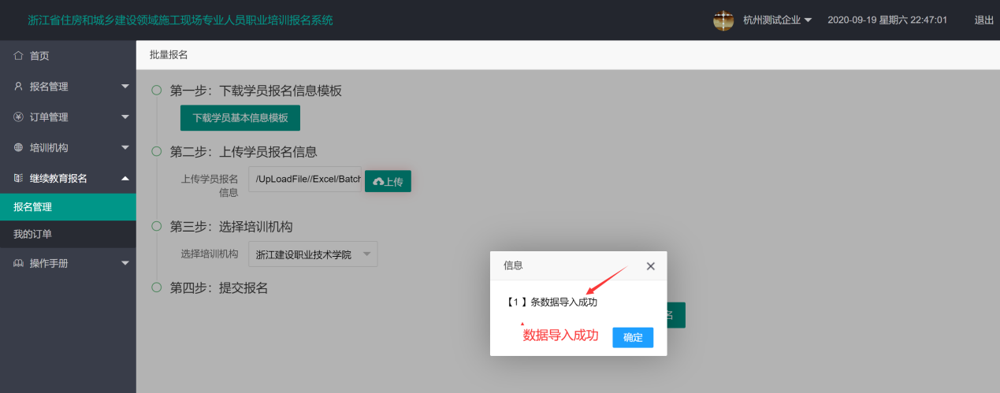 浙江省住房和城乡建设领域施工现场专业人员职业培训报名系统
杭州测试企业
2020-09-19 星期六 22:47:01
退出
首页
报名管理
订单管理
培训机构
继续教育报名
报名管理
我的订单
操作手册
批量报名
第一步：下载学员报名信息模板
下载学员基本信息模板
第二步：上传学员报名信息
上传学员报名
信息
/UpLoadFile//Excel/Batch
上传
第三步：选择培训机构
选择培训机构
浙江建设职业技术学院
第四步：提交报名
名
信息
【1 】条数据导入成功
数据导入成功
确定